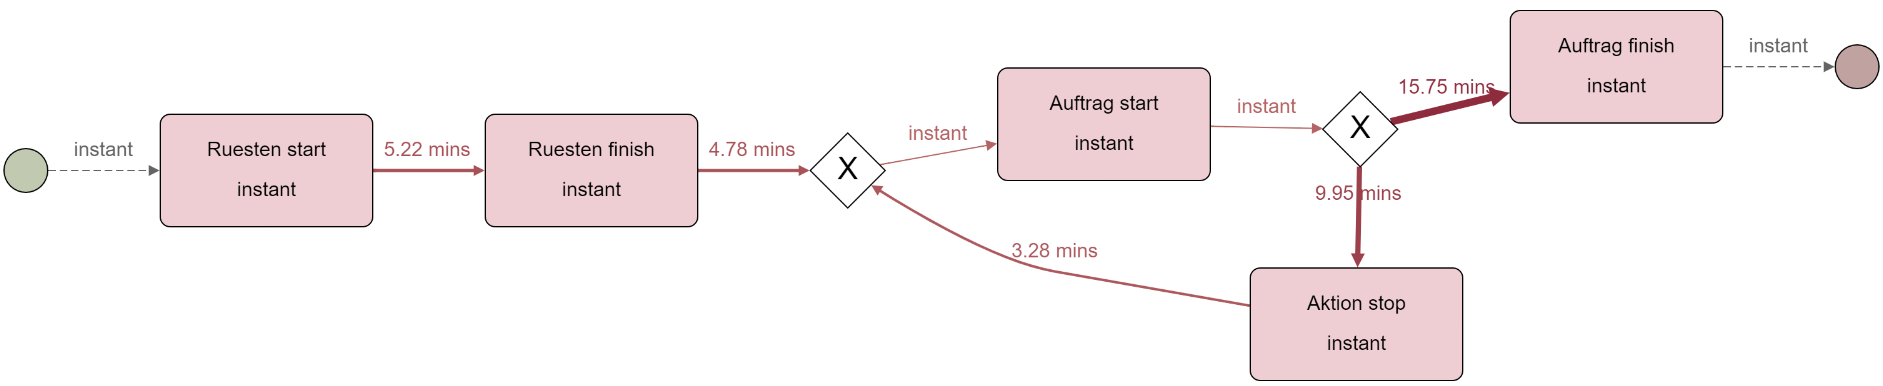 instant
Ruesten start
instant
5.22 mins
Ruesten finish
instant
4.78 mins
X
instant
Auftrag start
instant
instant
X
15.75 mins
Auftrag finish
instant
instant
9.95 mins
Aktion stop
instant
3.28 mins